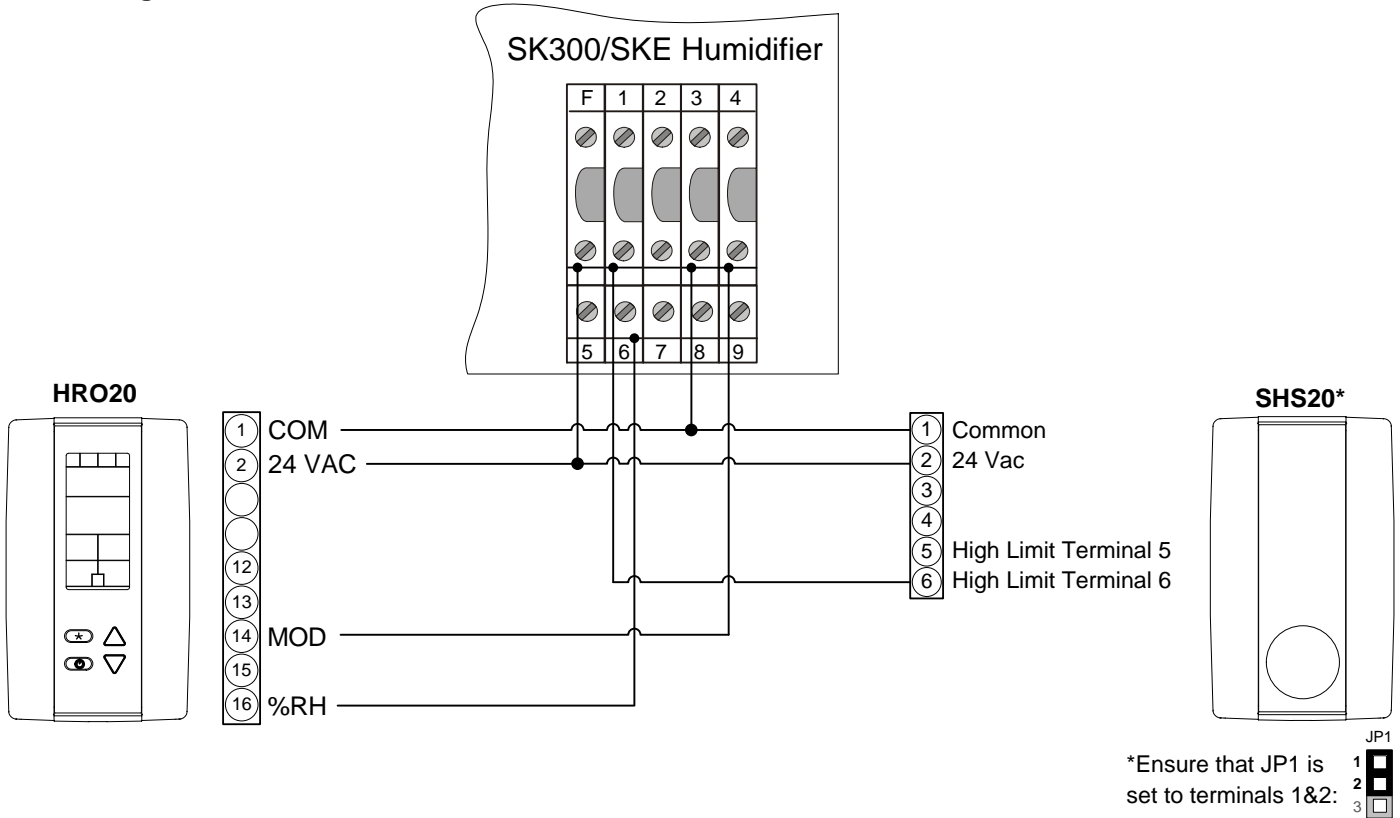 SK300/SKE Humidifier
F 1 2 3 4
5 6 7 8 9
HRO20
1 COM
2 24 VAC
12
13
14 MOD
15
16 %RH
SHS20*
1 Common
2 24 Vac
3
4
5 High Limit Terminal 5
6 High Limit Terminal 6
JP1
*Ensure that JP1 is
set to terminals 1&2:
1
2
3